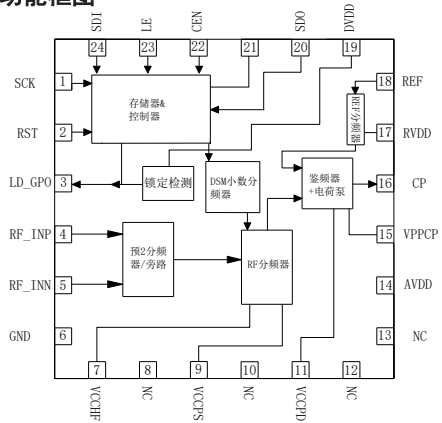 功能框图
SDI
LE
CEN
SDO
DVDD
24
23
22
21
20
19
SCK
1
存储器&
控制器
18
REF
RST
2
REF分频器
17
RVDD
LD_GPO
3
锁定检测
DSM小数分
频器
鉴频器
+电荷泵
16
CP
RF_INP
4
预2分频
器/旁路
RF分频器
15
VPPCP
RF_INN
5
14
AVDD
GND
6
13
NC
7
8
9
10
11
12
VCCHF
NC
VCCPS
NC
VCCPD
NC